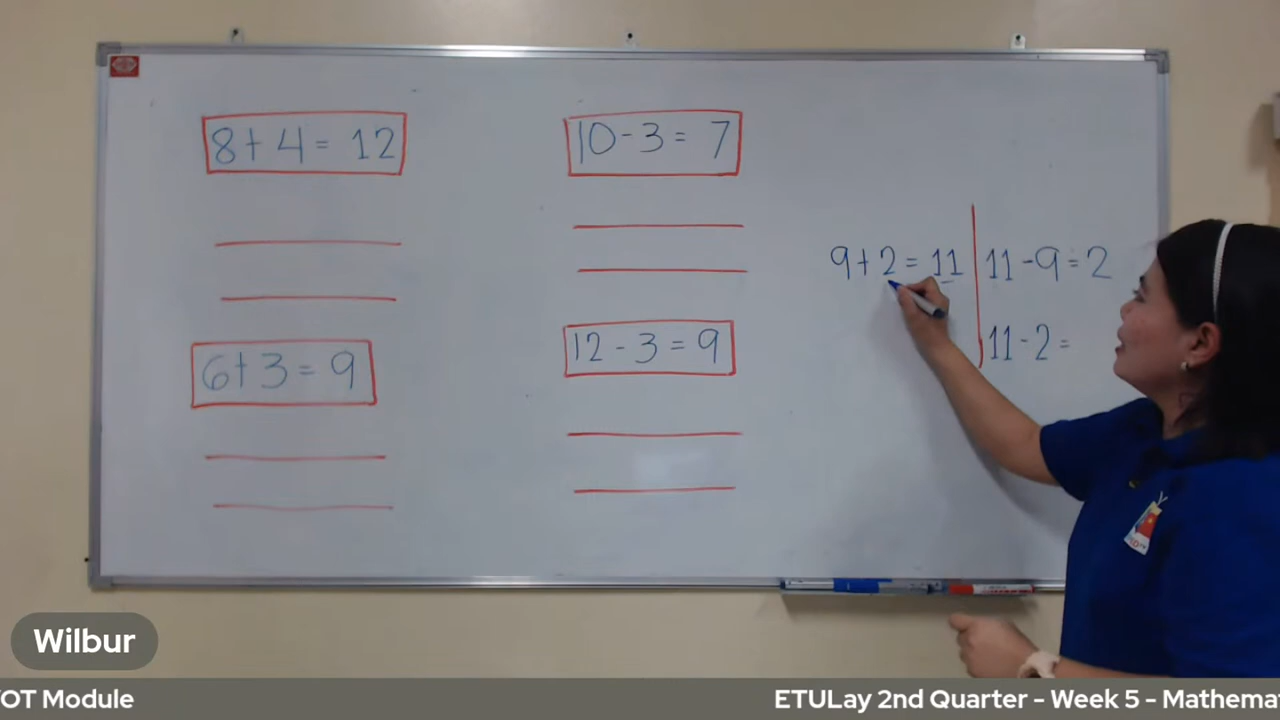 8+4= 12
6+3=9
10-3= 7
12-3=9
9+2=11
11-9=2
11-2=
Wilbur
OT Module
ETULay 2nd Quarter - Week 5 - Mathema